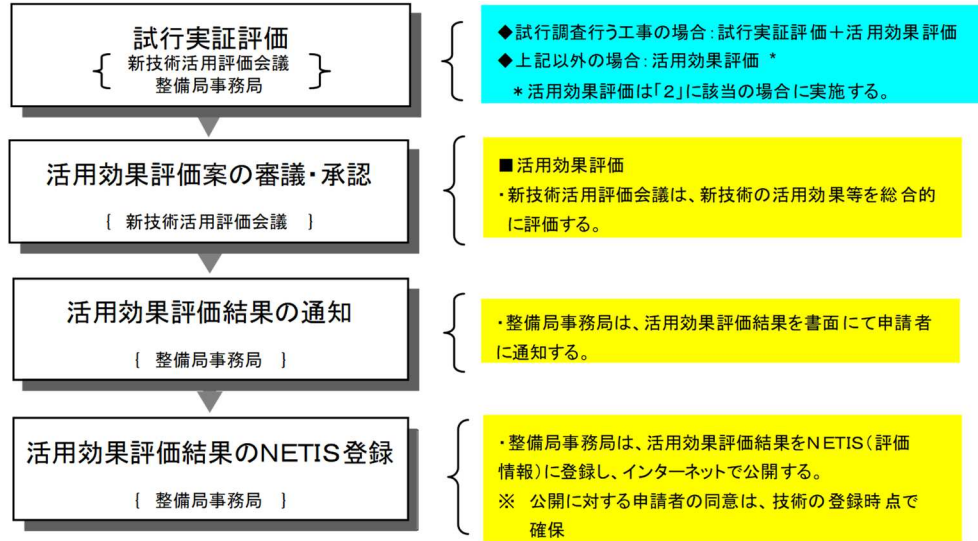 試行実証評価
新技術活用評価会議
整備局事務局
◆試行調査行う工事の場合:試行実証評価+活用効果評価
◆上記以外の場合:活用効果評価 *
*活用効果評価は「2」に該当の場合に実施する。
活用効果評価案の審議・承認
{ 新技術活用評価会議 }
■活用効果評価
・新技術活用評価会議は、新技術の活用効果等を総合的
に評価する。
活用効果評価結果の通知
{ 整備局事務局 }
・整備局事務局は、活用効果評価結果を書面にて申請者
に通知する。
活用効果評価結果のNETIS登録
{ 整備局事務局 }
・整備局事務局は、活用効果評価結果をNETIS(評価
情報)に登録し、インターネットで公開する。
※ 公開に対する申請者の同意は、技術の登録時点で
確保